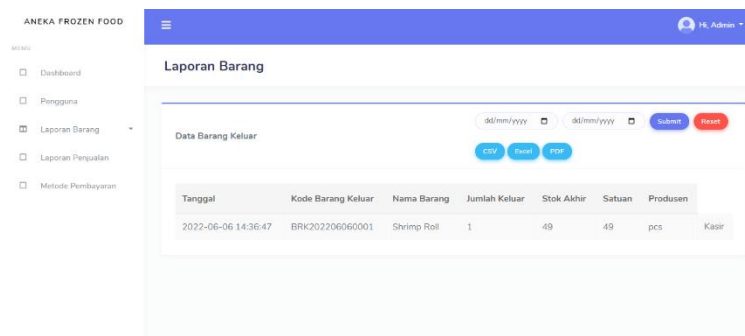 ANEKA FROZEN FOOD
Hi, Admin
MENU
Dashboard
Pengguna
Laporan Barang
Laporan Penjualan
Metode Pembayaran
Laporan Barang
Data Barang Keluar
dd/mm/yyyy dd/mm/yyyy Submit Reset
CSV Excel PDF
Tanggal Kode Barang Keluar Nama Barang Jumlah Keluar Stok Akhir Satuan Produsen
2022-06-06 14:36:47 BRK202206060001 Shrimp Roll 1 49 49 pcs Kasir